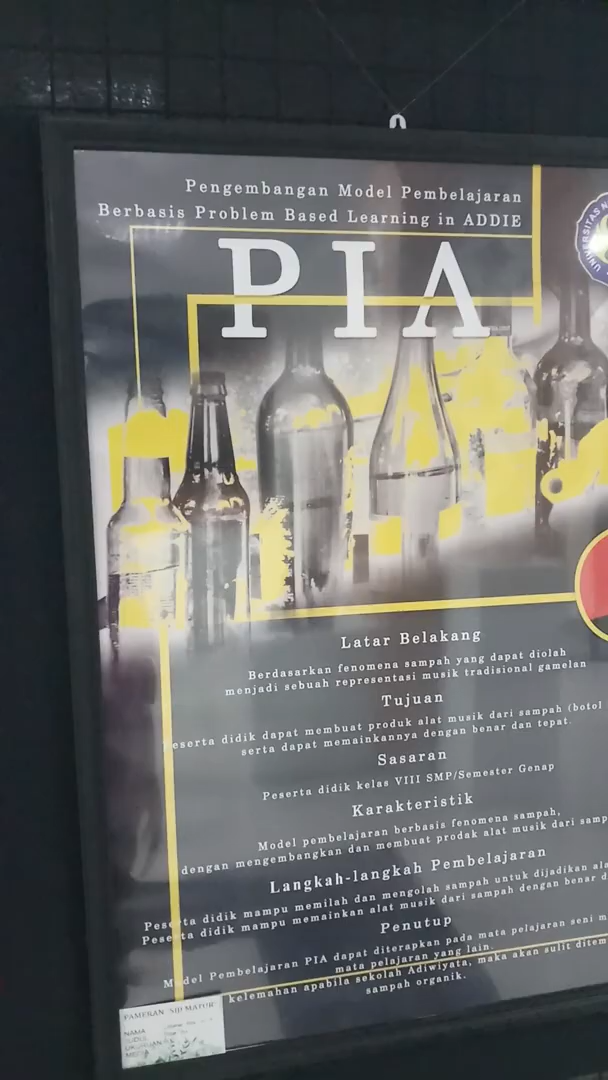 Pengembangan Model Pembelajaran
Berbasis Problem Based Learning in ADDIE
PIA
UNIVERSITAS N
Latar Belakang
Berdasarkan fenomena sampah yang dapat diolah
menjadi sebuah representasi musik tradisional gamelan
Tujuan
Peserta didik dapat membuat produk alat musik dari sampah (botol
serta dapat memainkannya dengan benar dan tepat.
Sasaran
Peserta didik kelas VIII SMP/Semester Genap
Karakteristik
Model pembelajaran berbasis fenomena sampah,
dengan mengembangkan dan membuat prodak alat musik dari samp
Langkah-langkah Pembelajaran
Peserta didik mampu memilah dan mengolah sampah untuk dijadikan ala
Peserta didik mampu memainkan alat musik dari sampah dengan benar d
Penutup
Model Pembelajaran PIA dapat diterapkan pada mata pelajaran seni m
mata pelajaran yang lain.
kelemahan apabila sekolah Adiwiyata, maka akan sulit ditem
sampah organik.
PAMERAN
NAMA
JUDUL